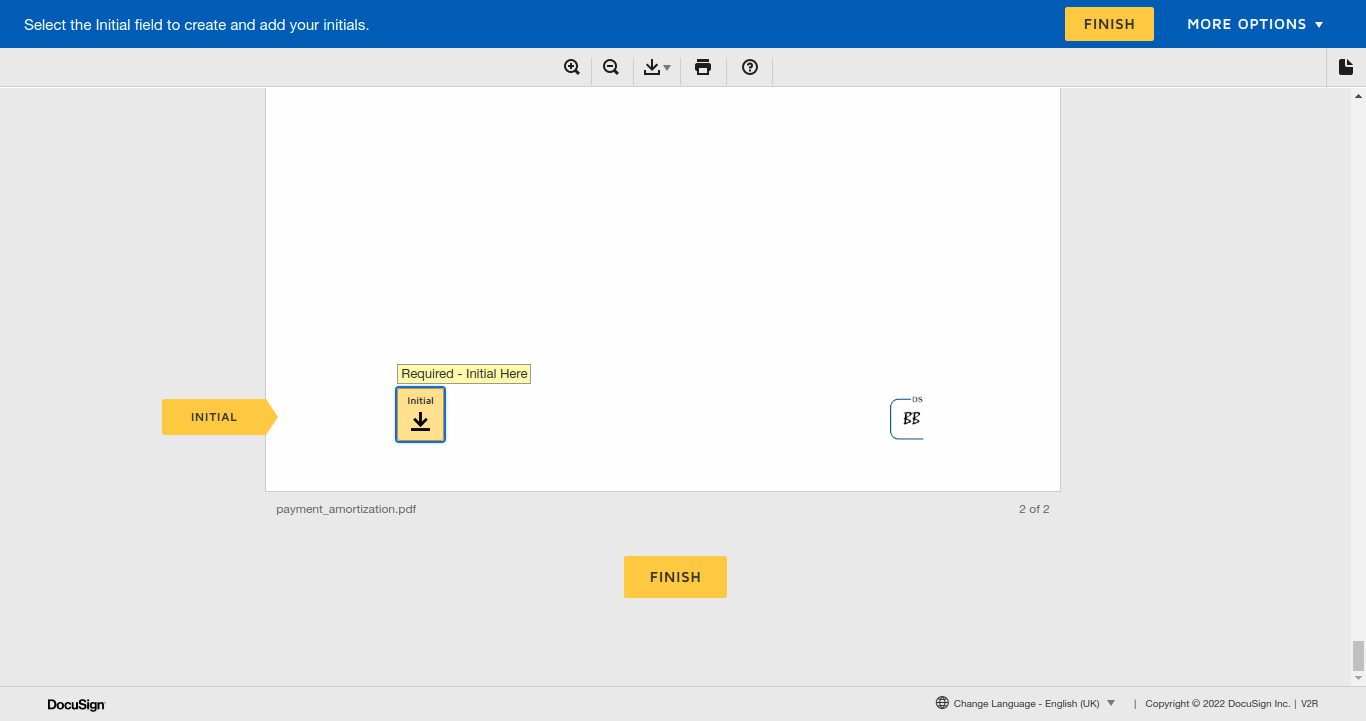 Select the Initial field to create and add your initials.
FINISH
MORE OPTIONS
Required - Initial Here
Initial
INITIAL
DS
BB
payment_amortization.pdf
2 of 2
FINISH
DocuSign
Change Language - English (UK)
| Copyright © 2022 DocuSign Inc. | V2R